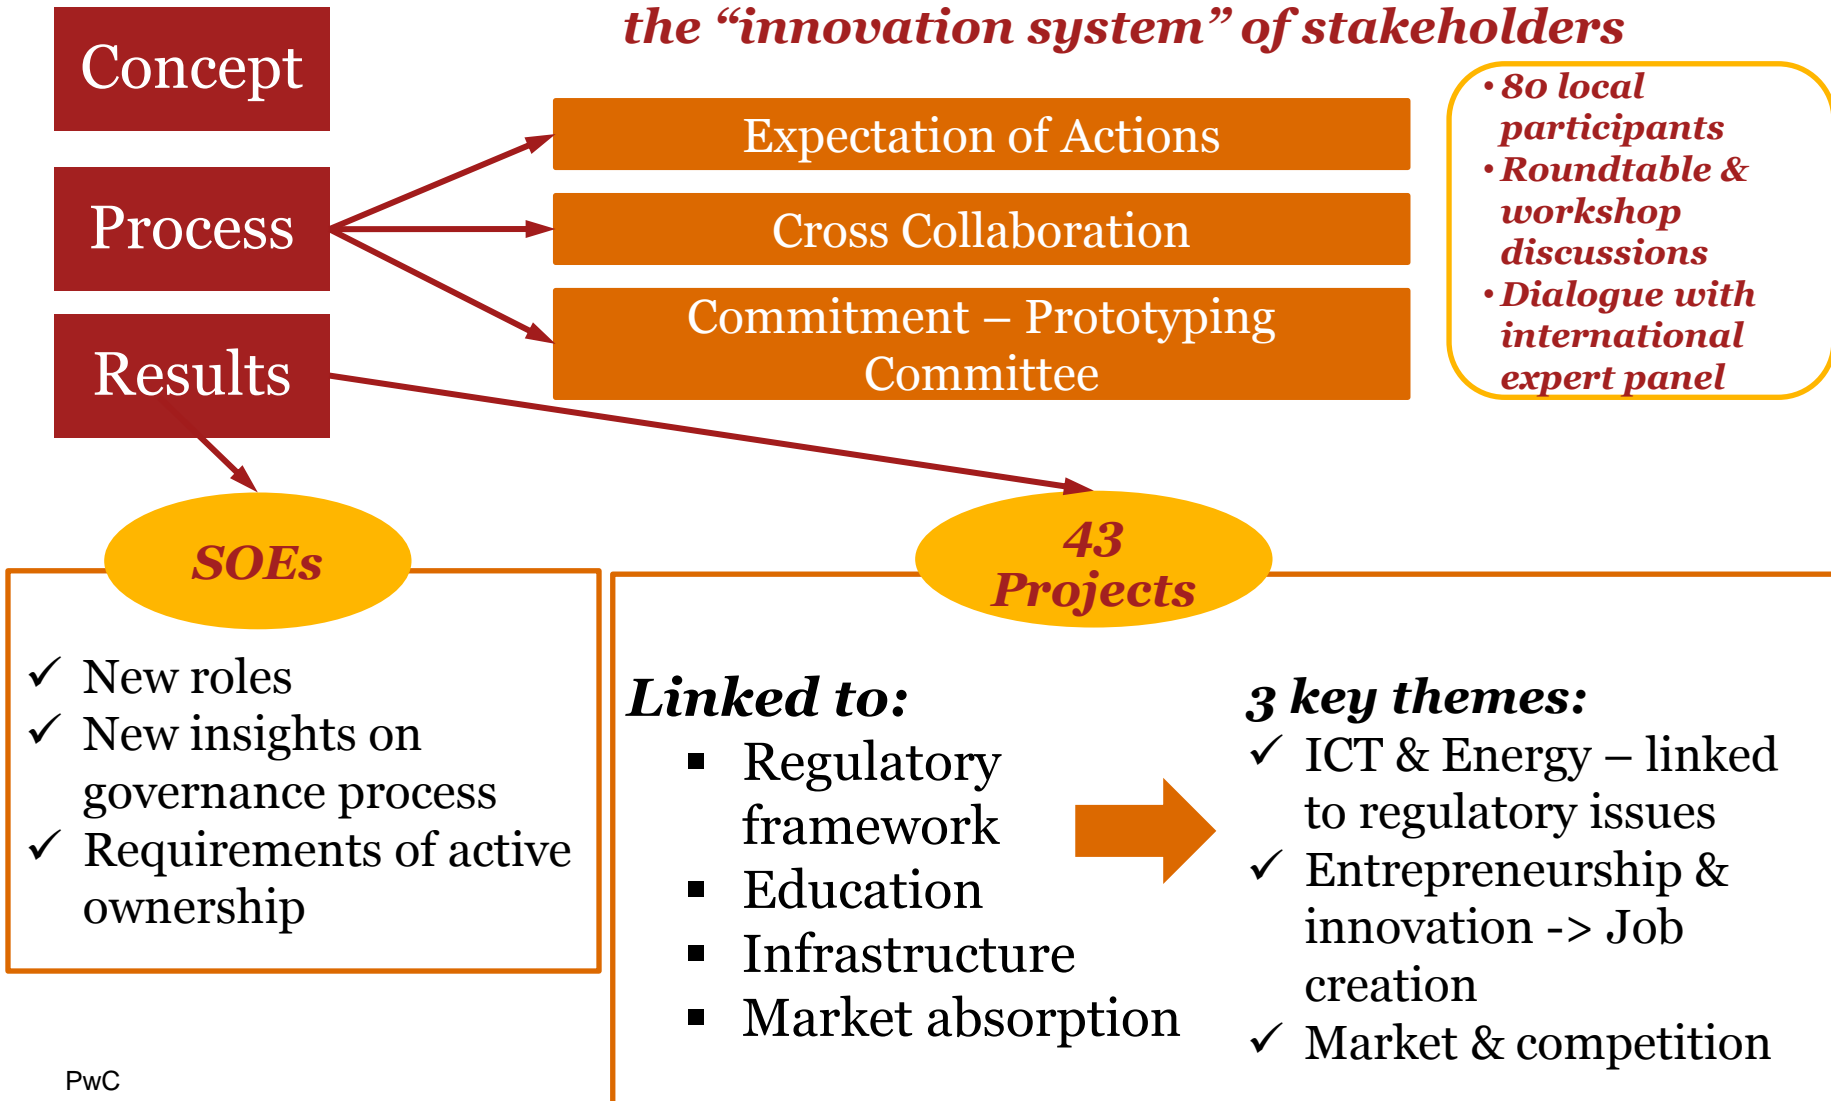 the “innovation system” of stakeholders
Concept
Process
Results
Expectation of Actions
Cross Collaboration
Commitment – Prototyping
Committee
• 80 local
participants
• Roundtable &
workshop
discussions
• Dialogue with
international
expert panel
SOEs
✓ New roles
✓ New insights on
governance process
✓ Requirements of active
ownership
43
Projects
Linked to:
▪ Regulatory
framework
▪ Education
▪ Infrastructure
▪ Market absorption
3 key themes:
✓ ICT & Energy – linked
to regulatory issues
✓ Entrepreneurship &
innovation -> Job
creation
✓ Market & competition
PwC